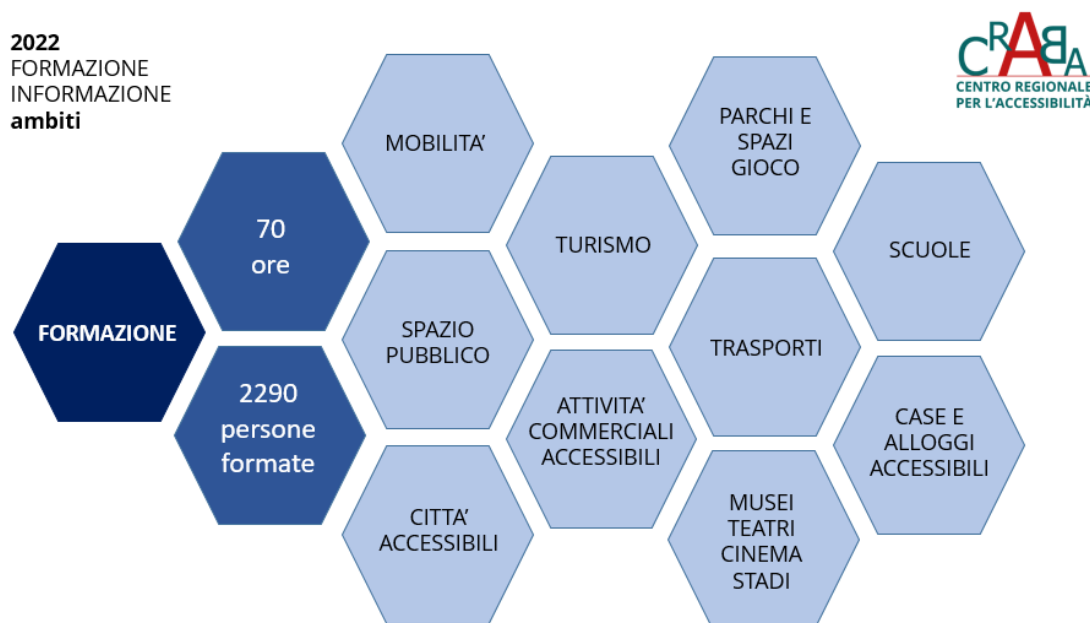 2022
FORMAZIONE
INFORMAZIONE
ambiti
CRABA
CENTRO REGIONALE
PER L'ACCESSIBILITÀ
FORMAZIONE
70
ore
2290
persone
formate
MOBILITA'
SPAZIO
PUBBLICO
CITTA'
ACCESSIBILI
TURISMO
ATTIVITA'
COMMERCIALI
ACCESSIBILI
PARCHI E
SPAZI
GIOCO
TRASPORTI
MUSEI
TEATRI
CINEMA
STADI
SCUOLE
CASE E
ALLOGGI
ACCESSIBILI